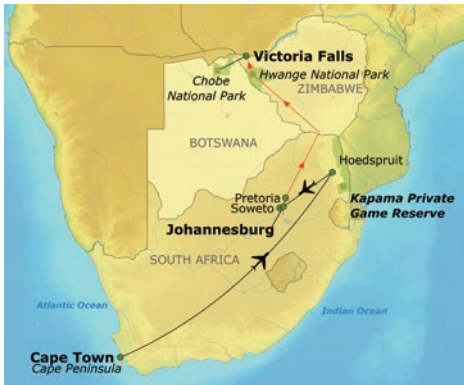 Victoria Falls
Chobe
National Park
Hwange National Park
ZIMBABWE
BOTSWANA
Hoedspruit
Pretoria
Soweto
Kapama Private
Game Reserve
Johannesburg
SOUTH AFRICA
Atlantic Ocean
Indian Ocean
Cape Town
Cape Peninsula